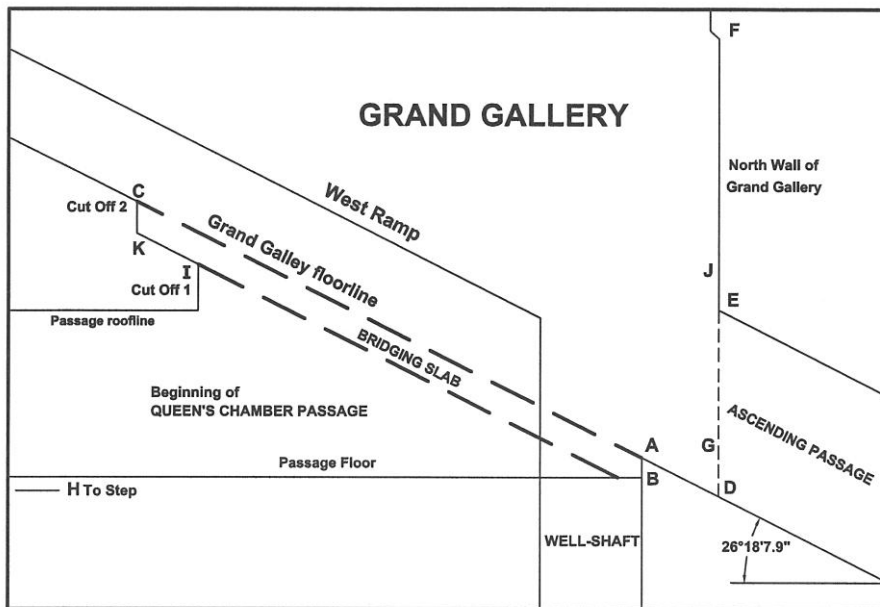 F
GRAND GALLERY
North Wall of
Grand Gallery
West Ramp
C
Cut Off 2
Grand Galley floorline
K
I
Cut Off 1
J
E
Passage roofline
BRIDGING SLAB
Beginning of
QUEEN'S CHAMBER PASSAGE
ASCENDING PASSAGE
A
G
Passage Floor
B
D
H To Step
WELL-SHAFT
26°18'7.9"